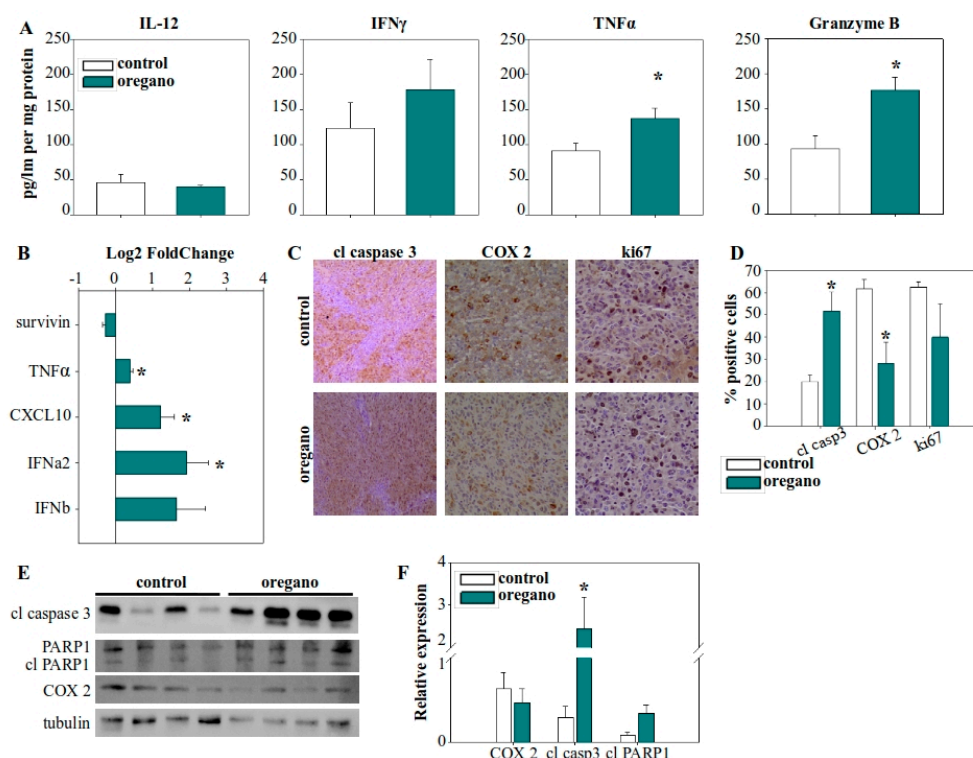 A
IL-12
IFNγ
TNFα
Granzyme B
pg/lm per mg protein
250
200
150
100
50
0
control
oregano
250
200
150
100
50
0
250
200
150
100
50
0
*
250
200
150
100
50
0
*
B
Log2 FoldChange
-1 0 1 2 3 4
survivin
TNFα *
CXCL10 *
IFNa2 *
IFNb
C
cl caspase 3 COX 2 ki67
control
oregano
D
% positive cells
70
60
50
40
30
20
10
0
* *
cl casp3 COX 2 ki67
control
oregano
E
control oregano
cl caspase 3
PARP1
cl PARP1
COX 2
tubulin
F
Relative expression
4
3
2
1
0
control
oregano
*
COX 2 cl casp3 cl PARP1